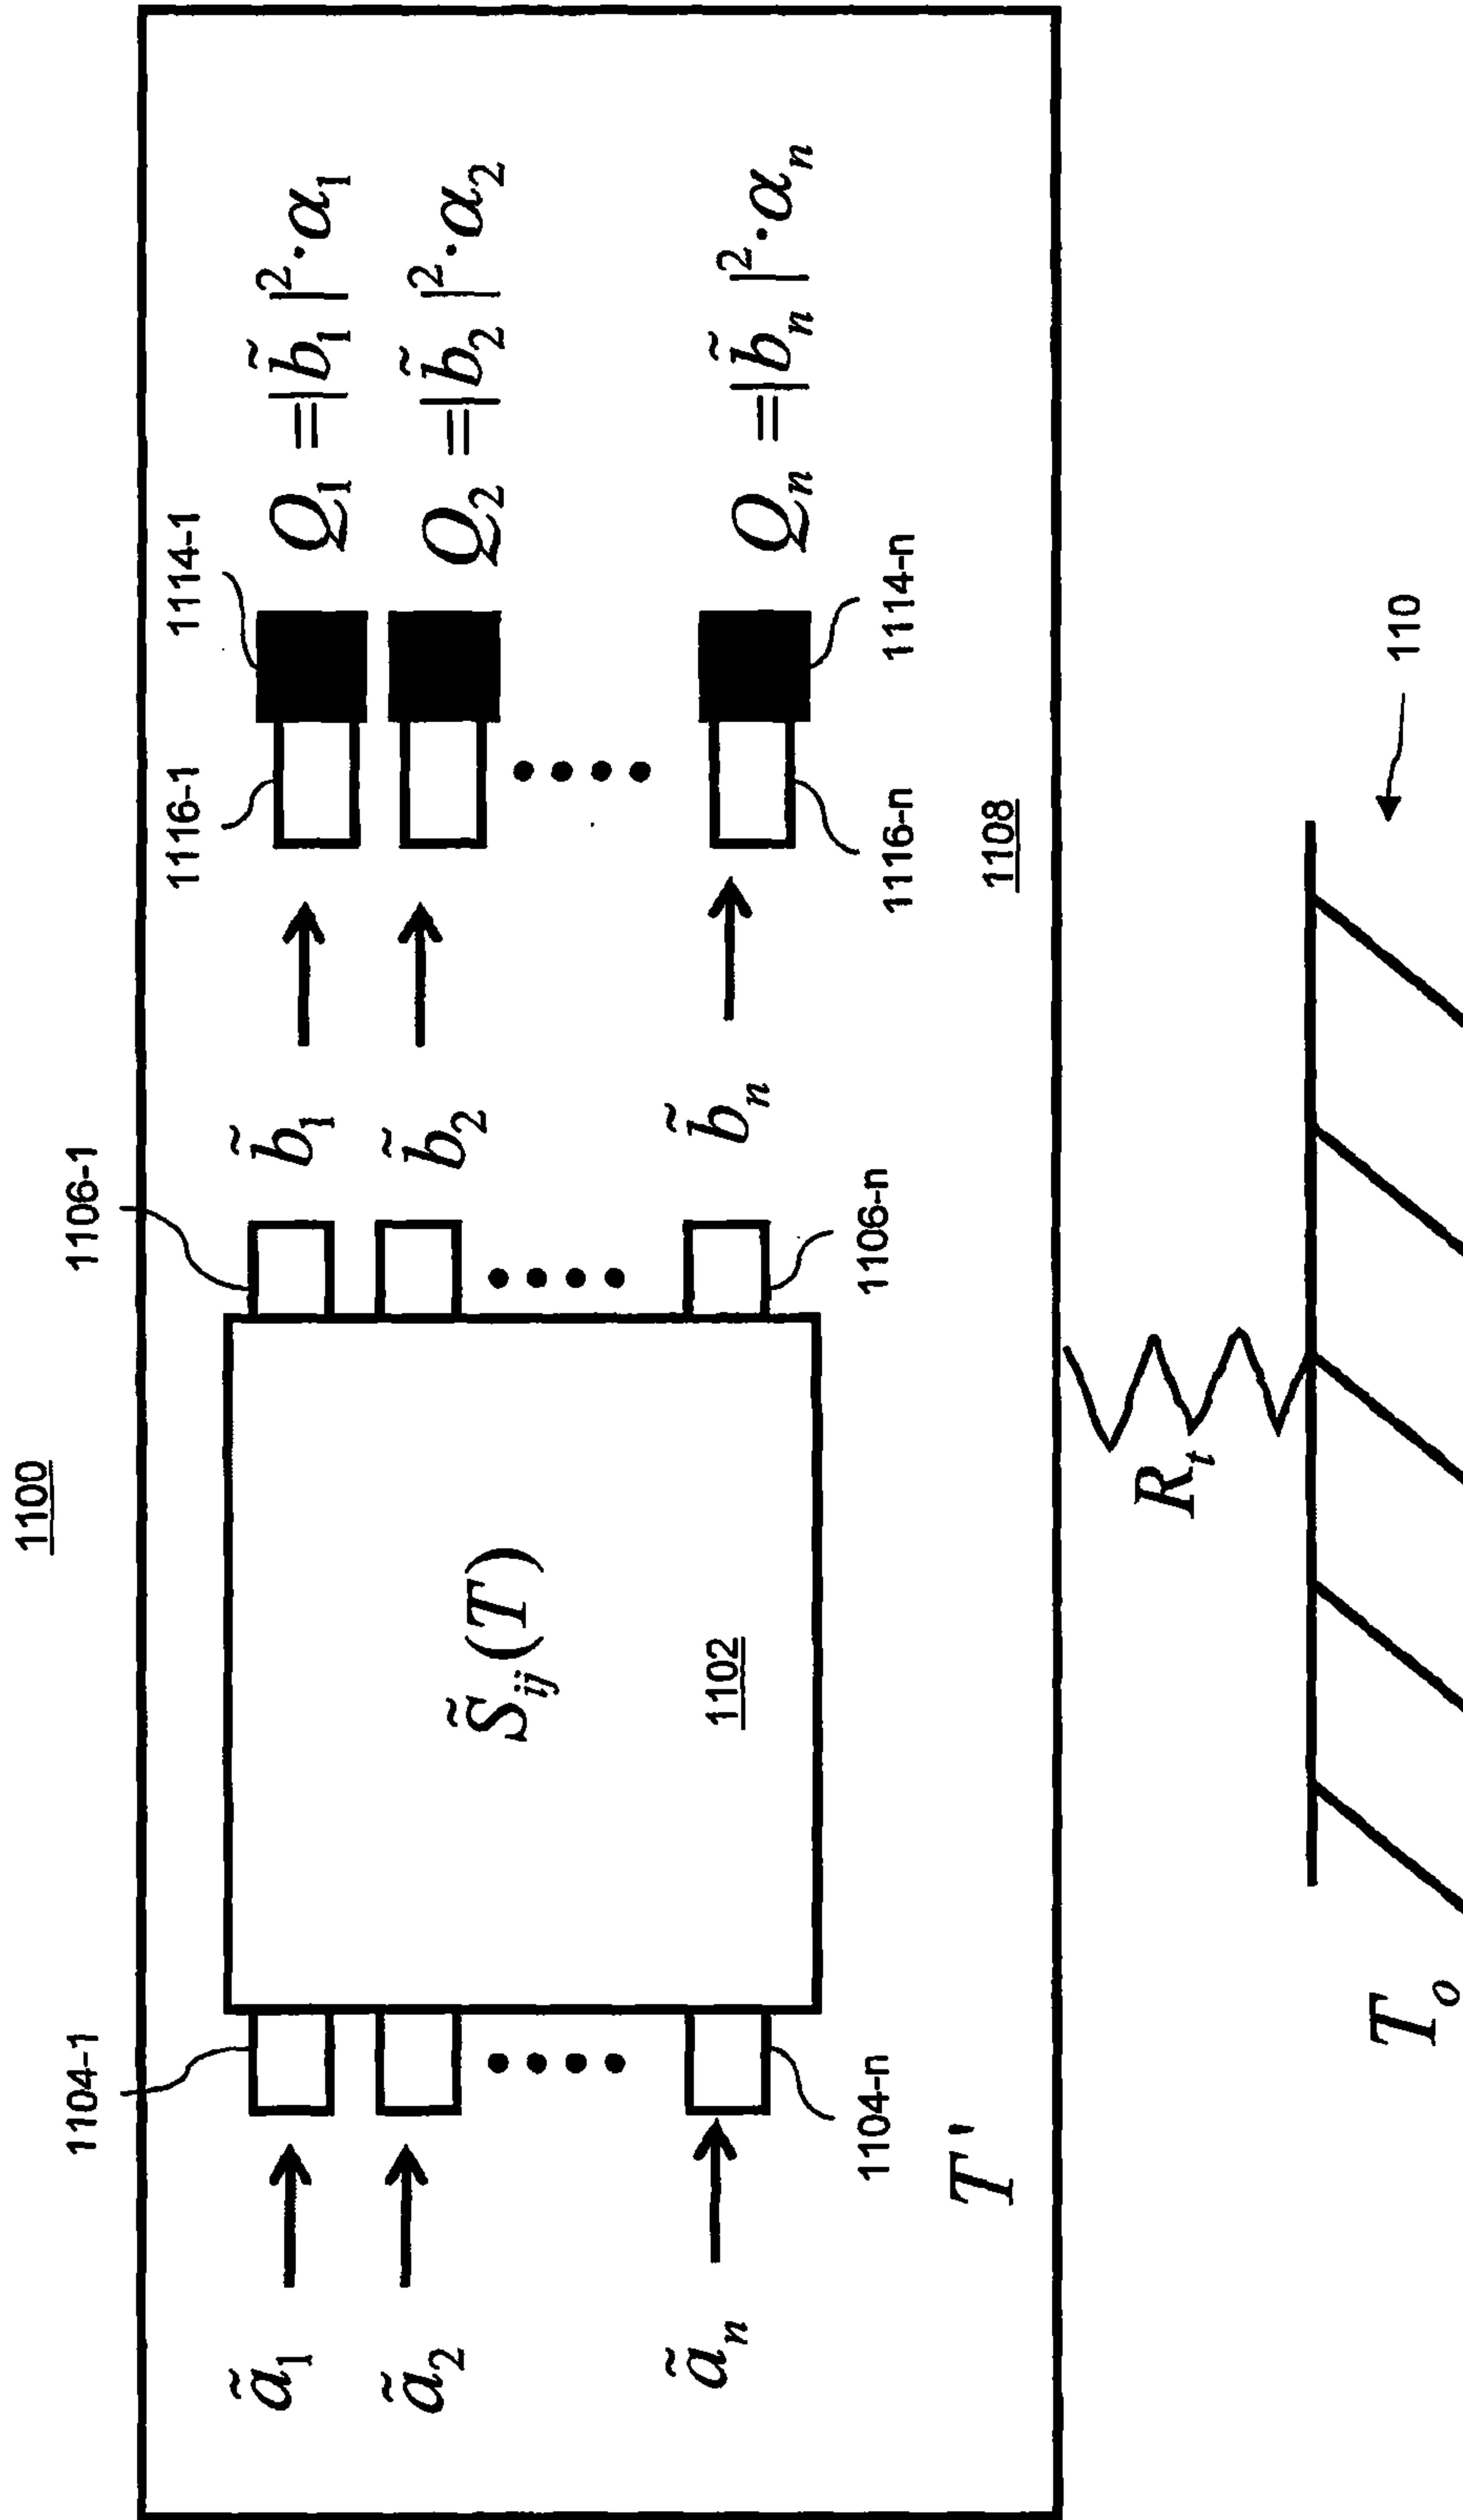 1100
1104-1
1106-1
1116-1
1114-1
ã₁
b̃₁
Q₁ =|b̃₁|²·α₁
ã₂
b̃₂
Q₂ =|b̃₂|²·α₂
S̃ᵢⱼ(T)
1102
ãₙ
b̃ₙ
Qₙ =|b̃ₙ|²·αₙ
1104-n
1106-n
1116-n
1114-n
T'
1108
Rₜ
110
Tₒ